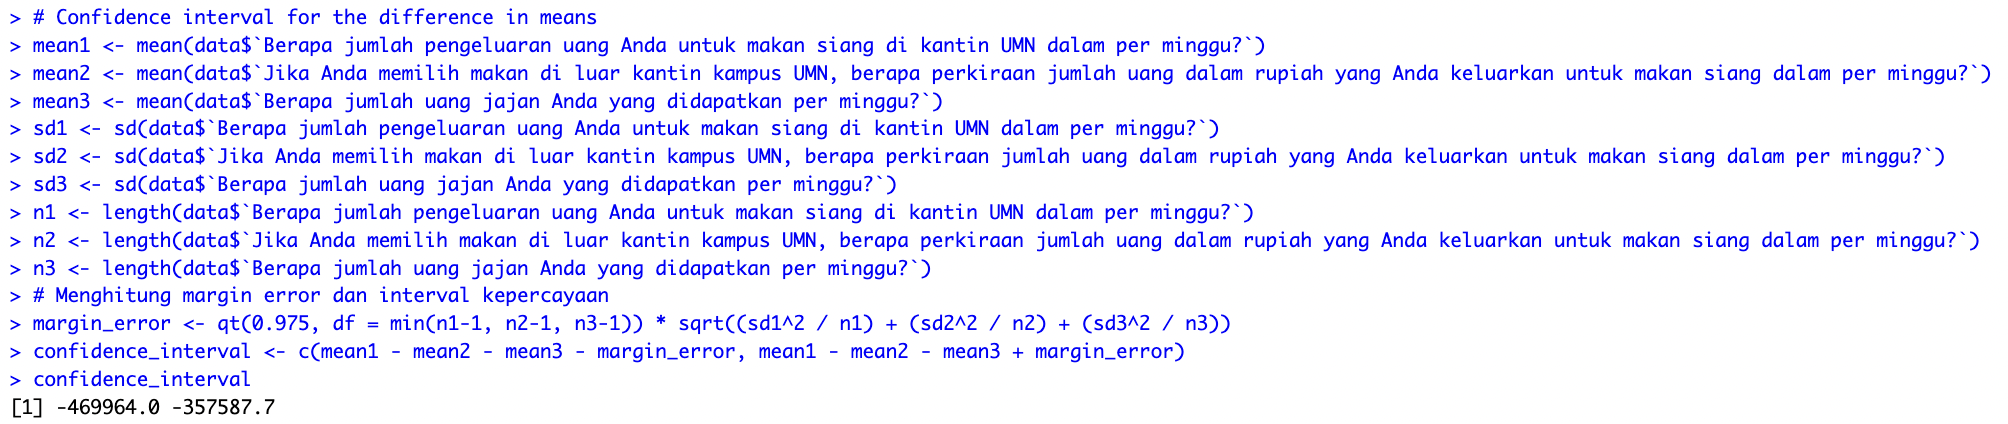 > # Confidence interval for the difference in means
> mean1 <- mean(data$`Berapa jumlah pengeluaran uang Anda untuk makan siang di kantin UMN dalam per minggu?`)
> mean2 <- mean(data$`Jika Anda memilih makan di luar kantin kampus UMN, berapa perkiraan jumlah uang dalam rupiah yang Anda keluarkan untuk makan siang dalam per minggu?`)
> mean3 <- mean(data$`Berapa jumlah uang jajan Anda yang didapatkan per minggu?`)
> sd1 <- sd(data$`Berapa jumlah pengeluaran uang Anda untuk makan siang di kantin UMN dalam per minggu?`)
> sd2 <- sd(data$`Jika Anda memilih makan di luar kantin kampus UMN, berapa perkiraan jumlah uang dalam rupiah yang Anda keluarkan untuk makan siang dalam per minggu?`)
> sd3 <- sd(data$`Berapa jumlah uang jajan Anda yang didapatkan per minggu?`)
> n1 <- length(data$`Berapa jumlah pengeluaran uang Anda untuk makan siang di kantin UMN dalam per minggu?`)
> n2 <- length(data$`Jika Anda memilih makan di luar kantin kampus UMN, berapa perkiraan jumlah uang dalam rupiah yang Anda keluarkan untuk makan siang dalam per minggu?`)
> n3 <- length(data$`Berapa jumlah uang jajan Anda yang didapatkan per minggu?`)
> # Menghitung margin error dan interval kepercayaan
> margin_error <- qt(0.975, df = min(n1-1, n2-1, n3-1)) * sqrt((sd1^2 / n1) + (sd2^2 / n2) + (sd3^2 / n3))
> confidence_interval <- c(mean1 - mean2 - mean3 - margin_error, mean1 - mean2 - mean3 + margin_error)
> confidence_interval
[1] -469964.0 -357587.7